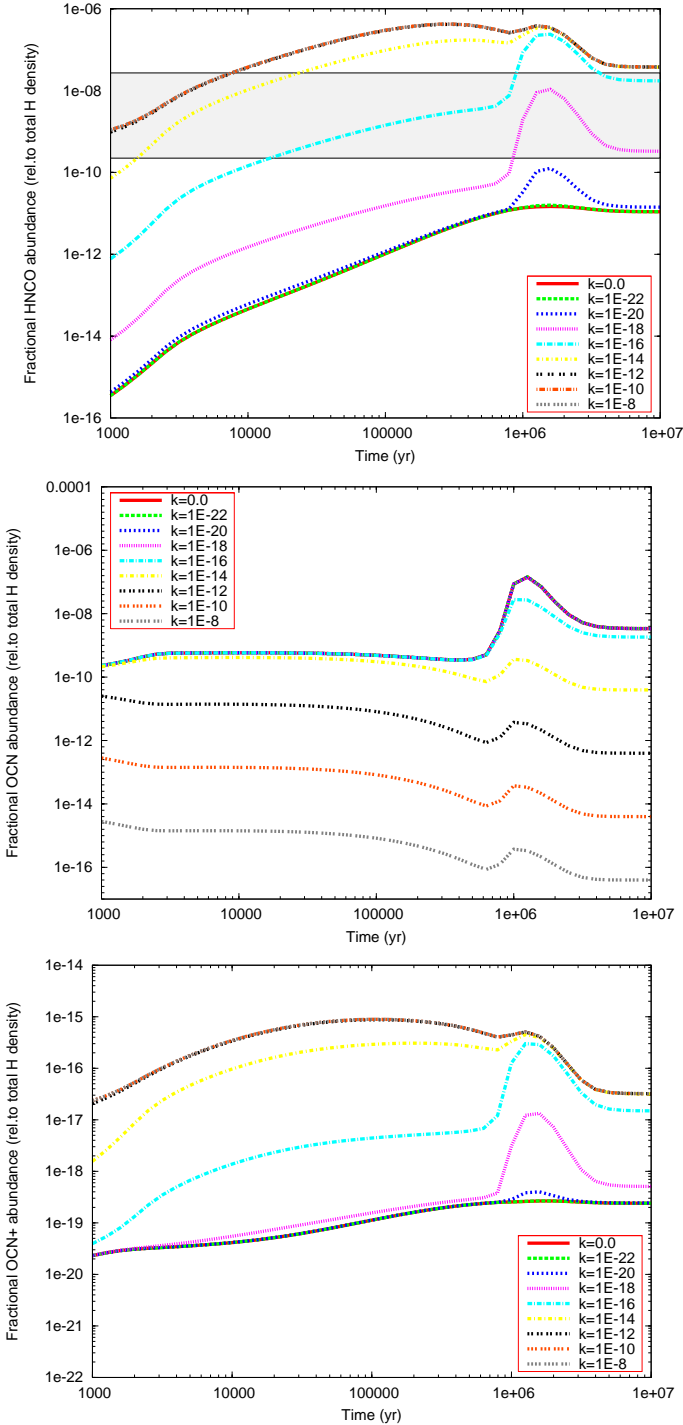 1e-06
1e-08
1e-10
1e-12
1e-14
1e-16
Fractional HNCO abundance (rel.to total H density)
k=0.0
k=1E-22
k=1E-20
k=1E-18
k=1E-16
k=1E-14
k=1E-12
k=1E-10
k=1E-8
1000 10000 100000 1e+06 1e+07
Time (yr)
0.0001
1e-06
1e-08
1e-10
1e-12
1e-14
1e-16
Fractional OCN abundance (rel.to total H density)
k=0.0
k=1E-22
k=1E-20
k=1E-18
k=1E-16
k=1E-14
k=1E-12
k=1E-10
k=1E-8
1000 10000 100000 1e+06 1e+07
Time (yr)
1e-14
1e-15
1e-16
1e-17
1e-18
1e-19
1e-20
1e-21
1e-22
Fractional OCN+ abundance (rel.to total H density)
k=0.0
k=1E-22
k=1E-20
k=1E-18
k=1E-16
k=1E-14
k=1E-12
k=1E-10
k=1E-8
1000 10000 100000 1e+06 1e+07
Time (yr)